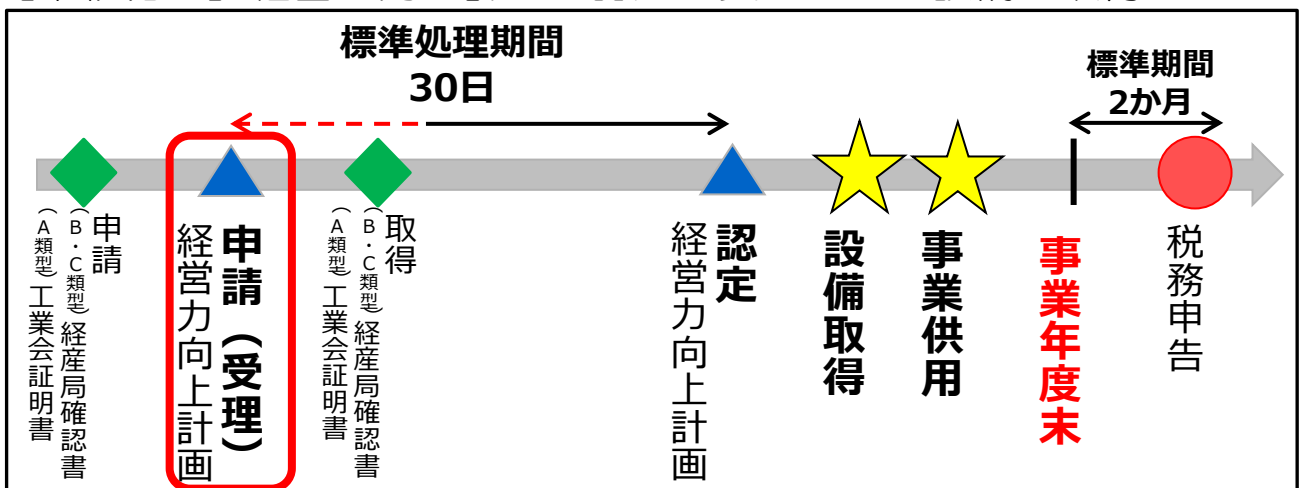 標準処理期間
30日
標準期間
2か月
申請
(B・C類型)経産局確認書
(A類型)工業会証明書
申請(受理)
経営力向上計画
取得
(B・C類型)経産局確認書
(A類型)工業会証明書
認定
経営力向上計画
設備取得
事業供用
事業年度末
税務申告